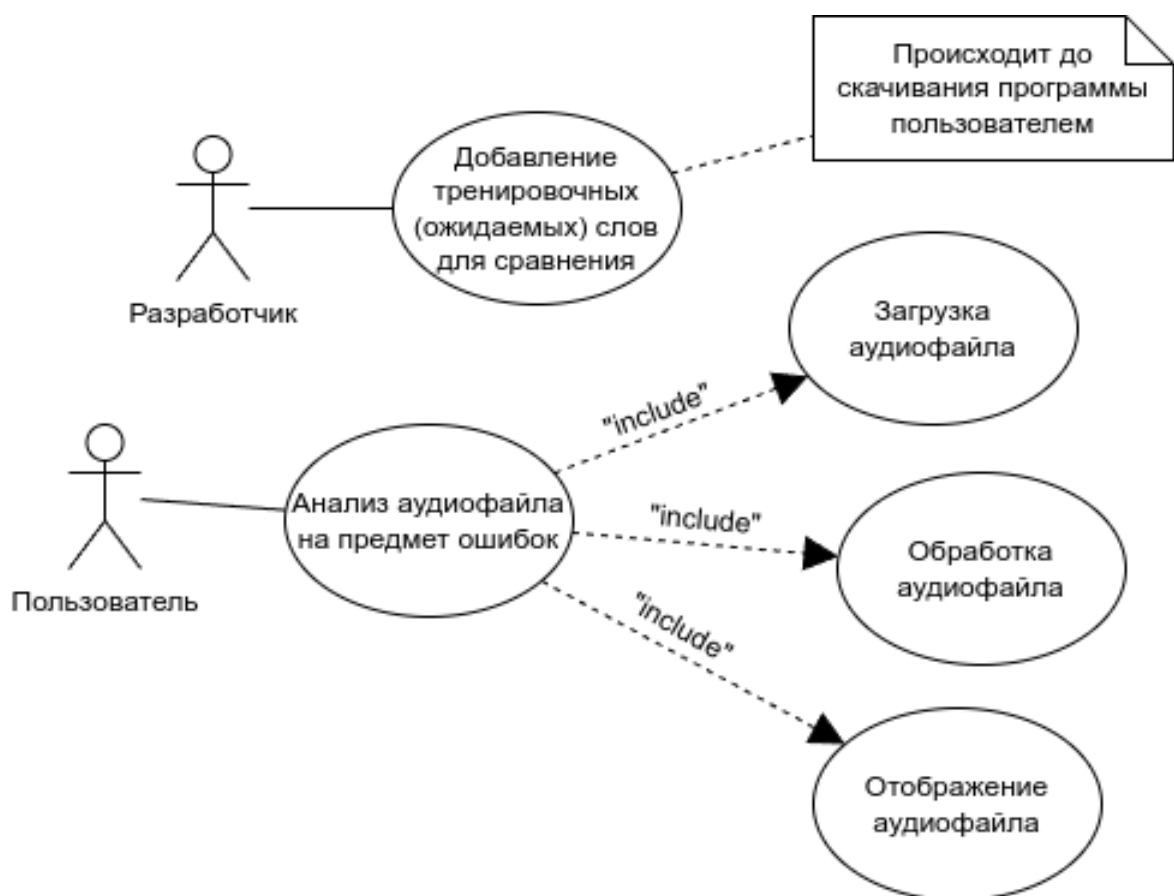 Происходит до
скачивания программы
пользователем
Добавление
тренировочных
(ожидаемых) слов
для сравнения
Разработчик
Загрузка
аудиофайла
"include"
Анализ аудиофайла
на предмет ошибок
"include"
Обработка
аудиофайла
Пользователь
"include"
Отображение
аудиофайла